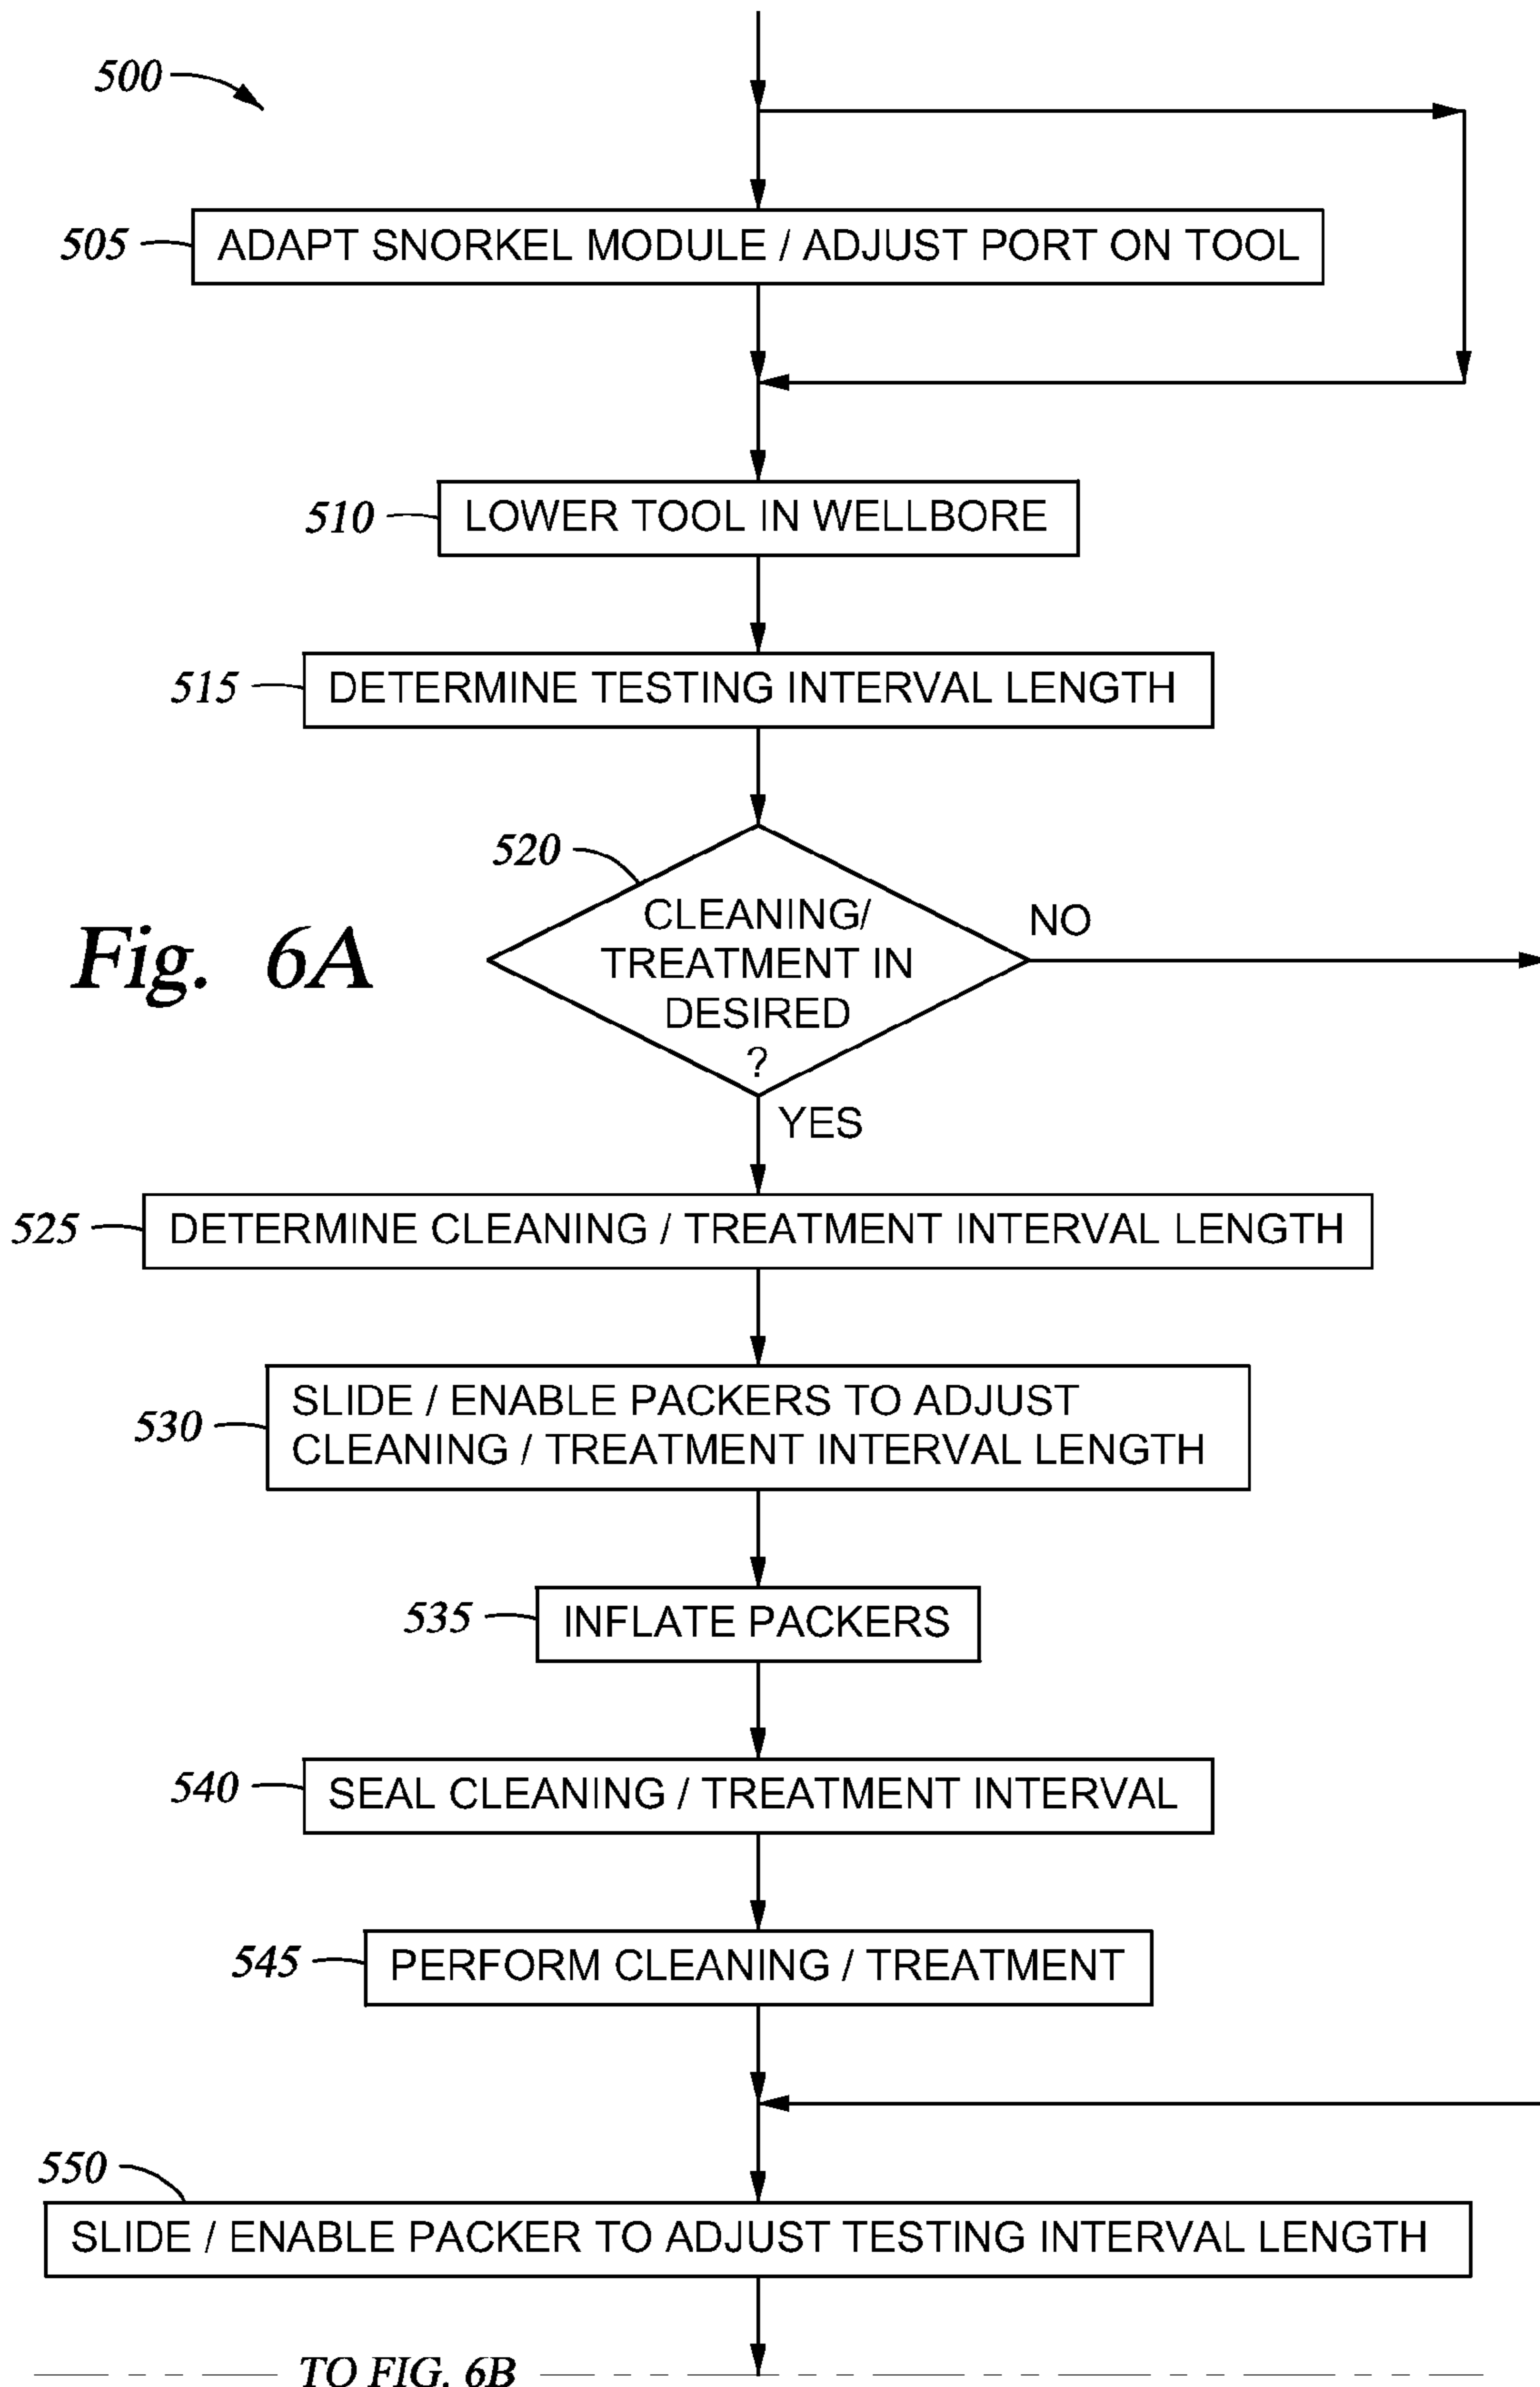 500
505
ADAPT SNORKEL MODULE / ADJUST PORT ON TOOL
510
LOWER TOOL IN WELLBORE
515
DETERMINE TESTING INTERVAL LENGTH
520
CLEANING/
TREATMENT IN
DESIRED
?
NO
Fig. 6A
YES
525
DETERMINE CLEANING / TREATMENT INTERVAL LENGTH
530
SLIDE / ENABLE PACKERS TO ADJUST
CLEANING / TREATMENT INTERVAL LENGTH
535
INFLATE PACKERS
540
SEAL CLEANING / TREATMENT INTERVAL
545
PERFORM CLEANING / TREATMENT
550
SLIDE / ENABLE PACKER TO ADJUST TESTING INTERVAL LENGTH
TO FIG. 6B